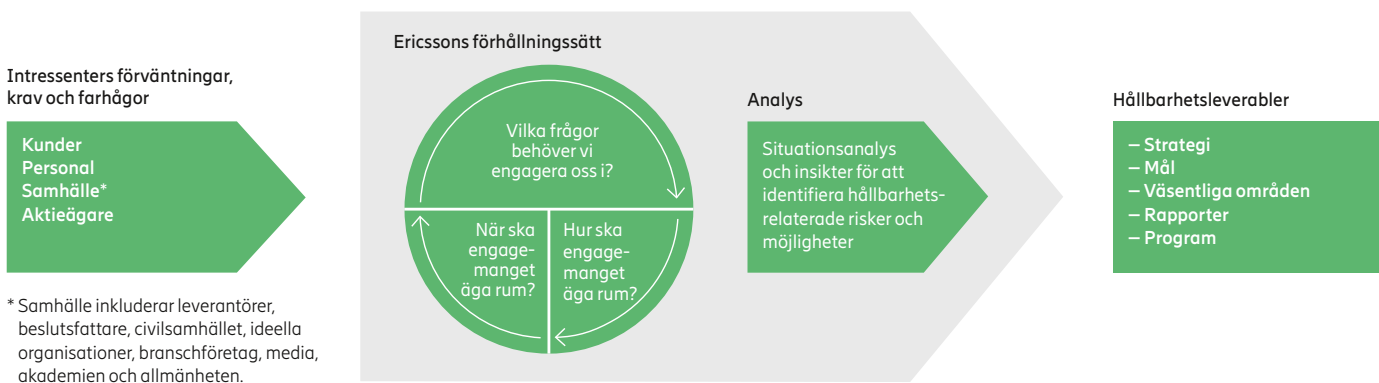 Intressenters förväntningar,
krav och farhågor
Kunder
Personal
Samhälle*
Aktieägare
* Samhälle inkluderar leverantörer,
beslutsfattare, civilsamhället, ideella
organisationer, branschföretag, media,
akademien och allmänheten.
Ericssons förhållningssätt
Vilka frågor
behöver vi
engagera oss i?
När ska
engage-
manget
äga rum?
Hur ska
engage-
manget
äga rum?
Analys
Situationsanalys
och insikter för att
identifiera hållbarhets-
relaterade risker och
möjligheter
Hållbarhetsleverabler
– Strategi
– Mål
– Väsentliga områden
– Rapporter
– Program